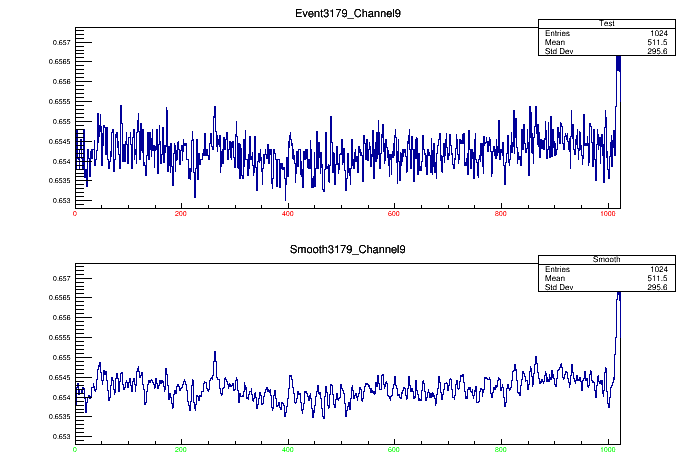 Event3179_Channel9
Test
Entries 1024
Mean 511.5
Std Dev 295.6
0.657
0.6565
0.656
0.6555
0.655
0.6545
0.654
0.6535
0.653
0 200 400 600 800 1000
Smooth3179_Channel9
Smooth
Entries 1024
Mean 511.5
Std Dev 295.6
0.657
0.6565
0.656
0.6555
0.655
0.6545
0.654
0.6535
0.653
0 200 400 600 800 1000